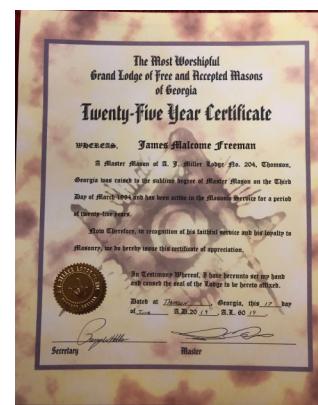 The Most Worshipful
Grand Lodge of Free and Accepted Masons
of Georgia
Twenty-Five Year Certificate
WHEREAS, James Malcome Freeman
A Master Mason of A. J. Miller Lodge No. 204, Thomson,
Georgia was raised to the sublime degree of Master Mason on the Third
Day of March 1994 and has been active in the Masonic Service for a period
of twenty-five years.
Now Therefore, in recognition of his faithful service and his loyalty to
Masonry, we do hereby issue this certificate of appreciation.
In Testimony Whereof, I have hereunto set my hand
and caused the seal of the Lodge to be hereto affixed.
Dated at Thomson, Georgia, this 17 day
of June A.D. 20 19, A.L. 60 19
Secretary Master